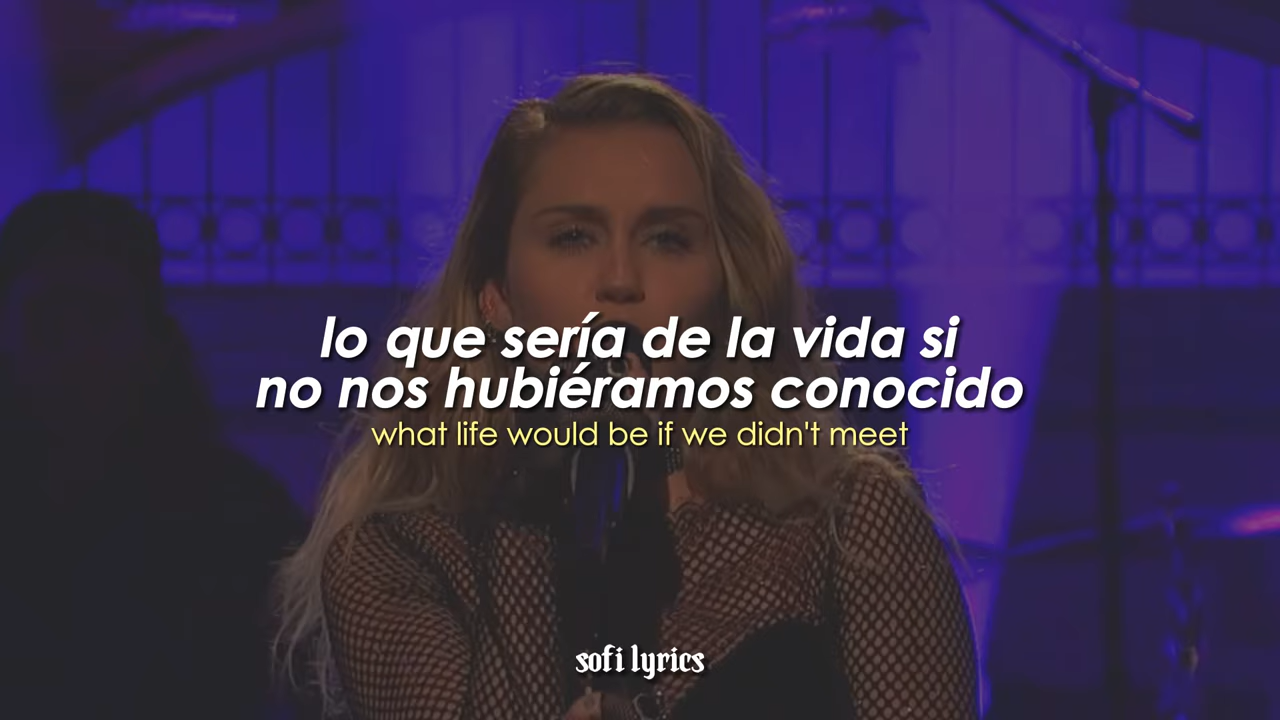 lo que sería de la vida si
no nos hubiéramos conocido
what life would be if we didn't meet
sofi lyrics